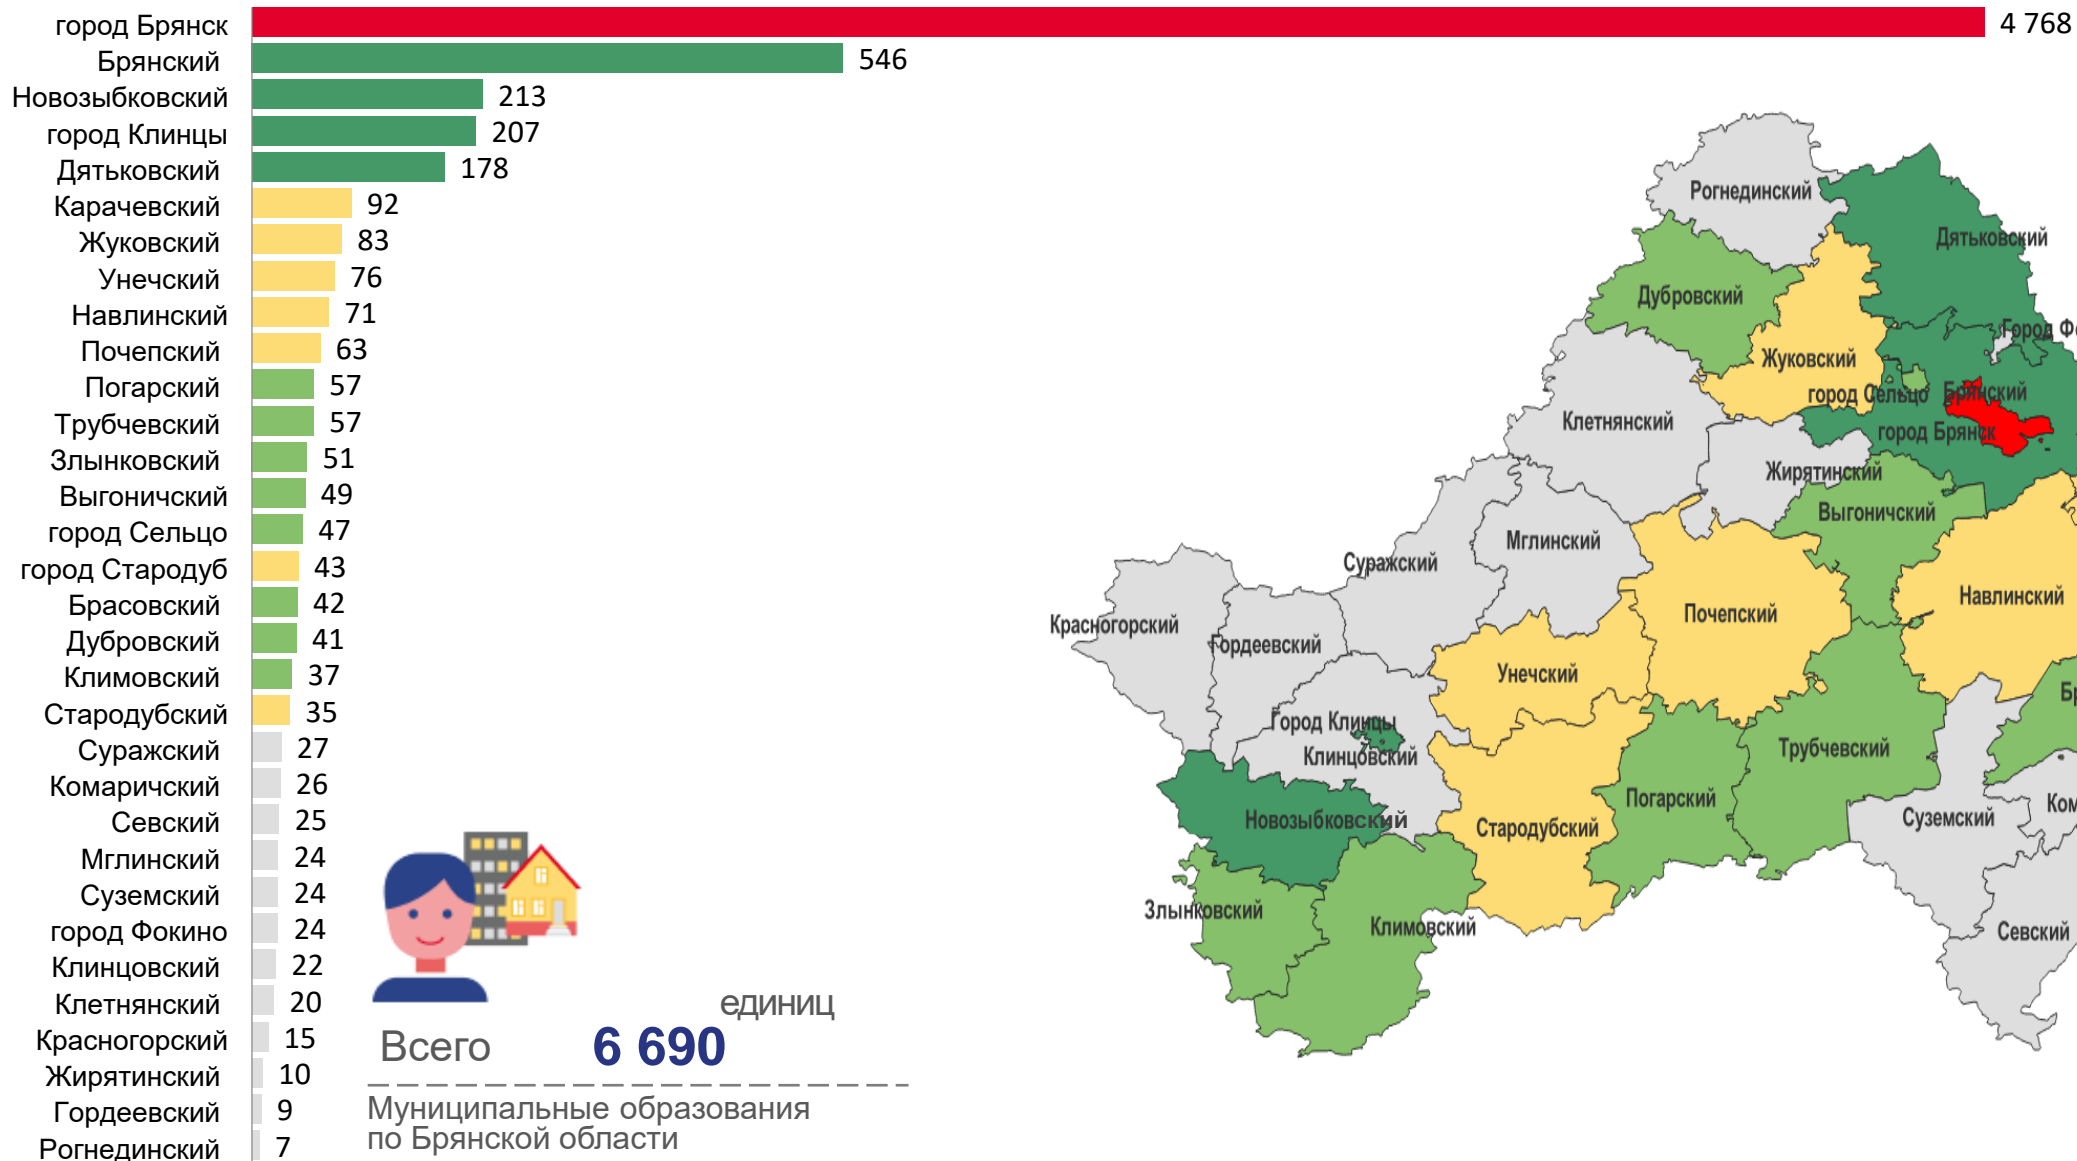 город Брянск 4 768
Брянский 546
Новозыбковский 213
город Клинцы 207
Дятьковский 178
Карачевский 92
Жуковский 83
Унечский 76
Навлинский 71
Почепский 63
Погарский 57
Трубчевский 57
Злынковский 51
Выгоничский 49
город Сельцо 47
город Стародуб 43
Брасовский 42
Дубровский 41
Климовский 37
Стародубский 35
Суражский 27
Комаричский 26
Севский 25
Мглинский 24
Суземский 24
город Фокино 24
Клинцовский 22
Клетнянский 20
Красногорский 15
Жирятинский 10
Гордеевский 9
Рогнединский 7
единиц
Всего 6 690
Муниципальные образования
по Брянской области
Рогнединский
Дятьковский
Дубровский
Город Фо
Жуковский
город Сельцо
Брянский
Клетнянский
город Брянск
Жирятинский
Выгоничский
Мглинский
Суражский
Навлинский
Почепский
Красногорский
Гордеевский
Унечский
Бр
Город Клинцы
Трубчевский
Клинцовский
Погарский
Ком
Суземский
Новозыбковский
Стародубский
Злынковский
Климовский
Севский